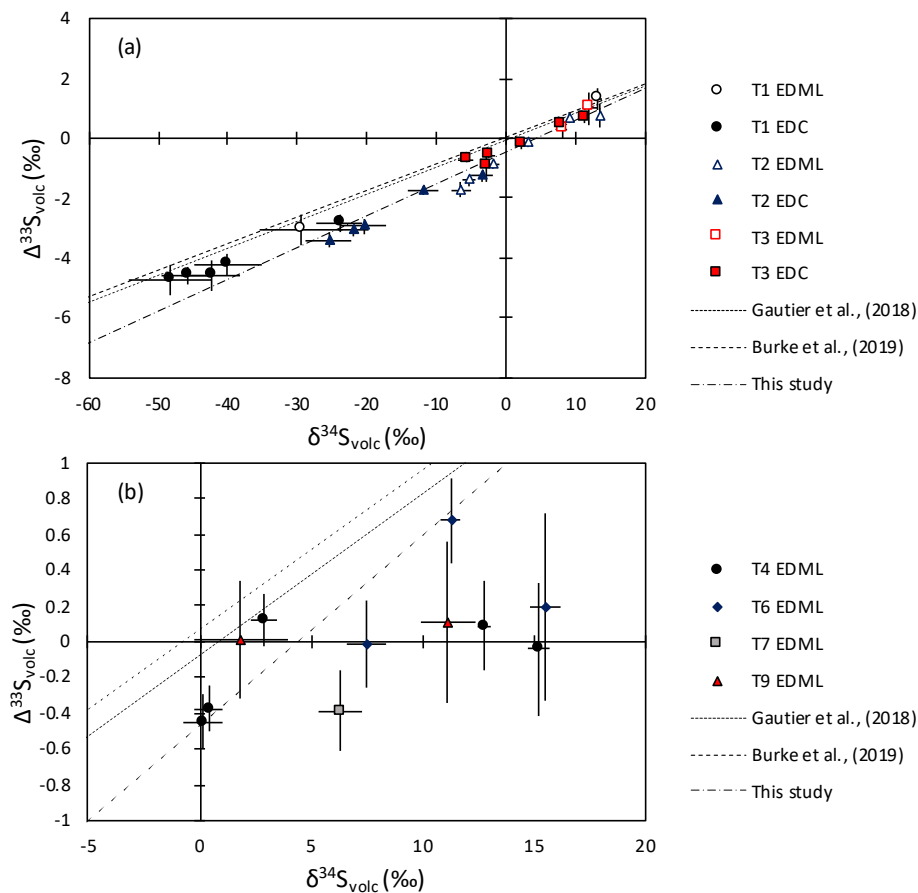 (a)
4
2
0
-2
-4
-6
-8
Δ³³Sᵥₒₗ꜀ (‰)
-60 -50 -40 -30 -20 -10 0 10 20
δ³⁴Sᵥₒₗ꜀ (‰)
T1 EDML
T1 EDC
T2 EDML
T2 EDC
T3 EDML
T3 EDC
Gautier et al., (2018)
Burke et al., (2019)
This study
(b)
1
0.8
0.6
0.4
0.2
0
-0.2
-0.4
-0.6
-0.8
-1
Δ³³Sᵥₒₗ꜀ (‰)
-5 0 5 10 15 20
δ³⁴Sᵥₒₗ꜀ (‰)
T4 EDML
T6 EDML
T7 EDML
T9 EDML
Gautier et al., (2018)
Burke et al., (2019)
This study